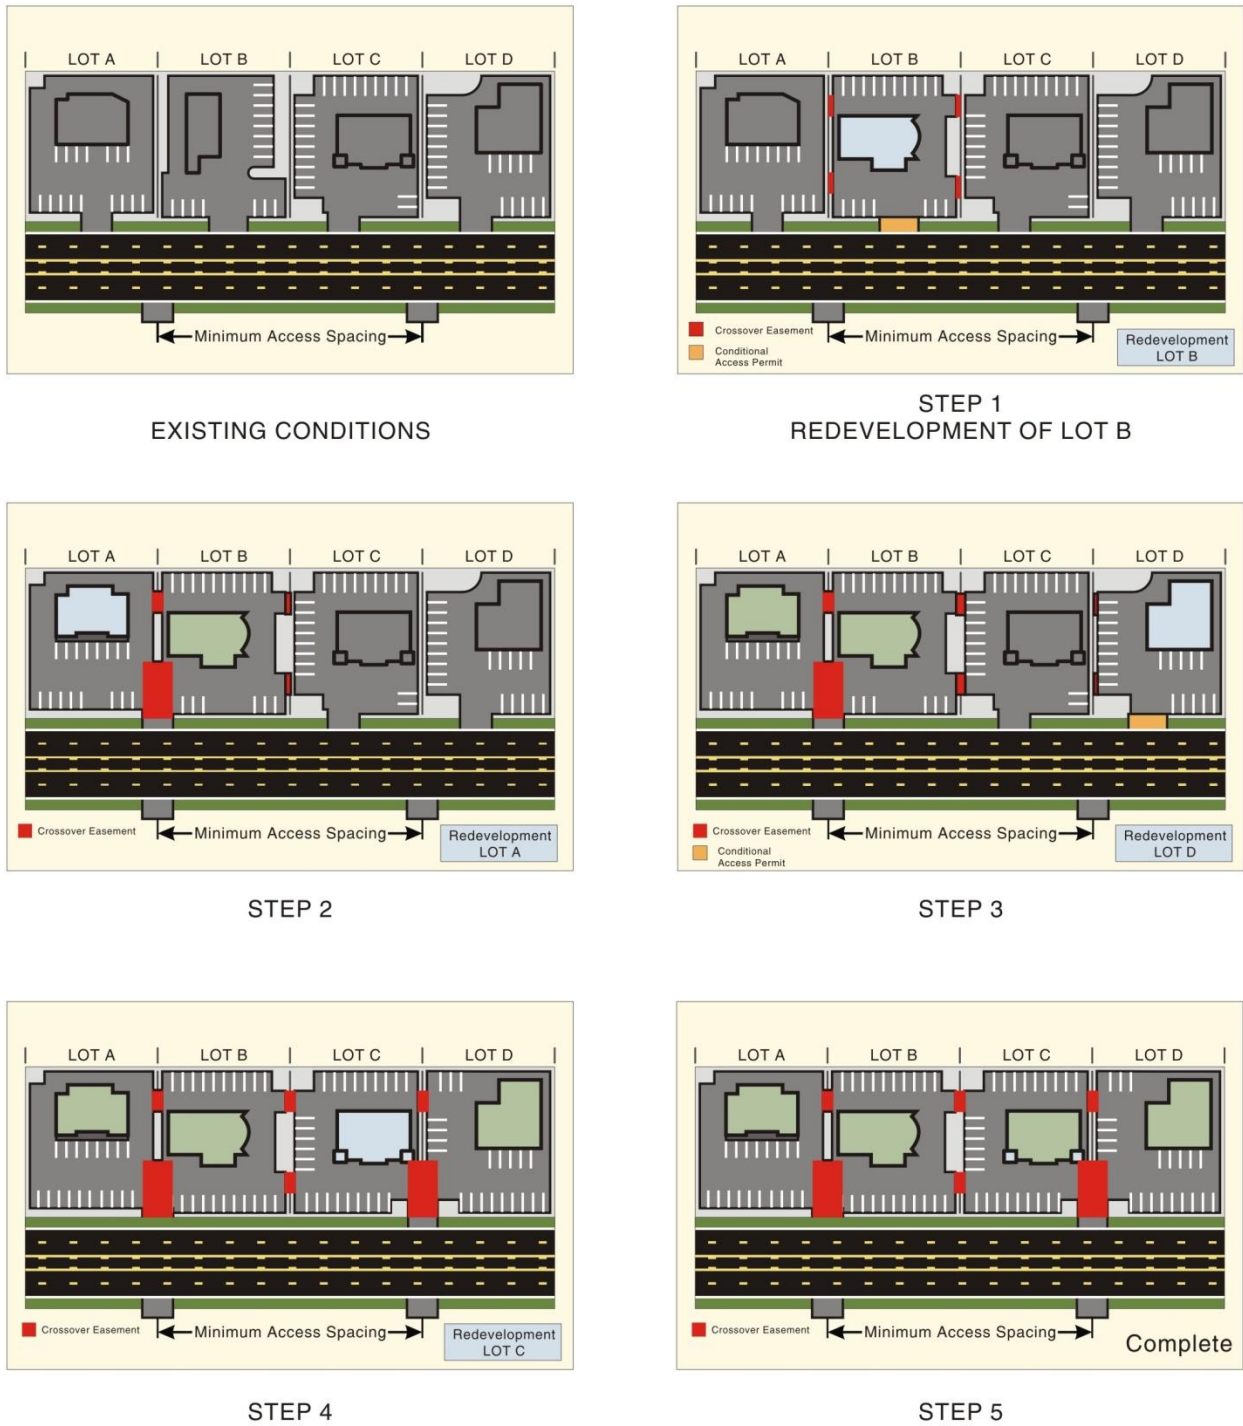 LOT A LOT B LOT C LOT D
Minimum Access Spacing
EXISTING CONDITIONS
LOT A LOT B LOT C LOT D
Minimum Access Spacing
Crossover Easement
Conditional
Access Permit
Redevelopment
LOT B
STEP 1
REDEVELOPMENT OF LOT B
LOT A LOT B LOT C LOT D
Minimum Access Spacing
Crossover Easement
Redevelopment
LOT A
STEP 2
LOT A LOT B LOT C LOT D
Minimum Access Spacing
Crossover Easement
Conditional
Access Permit
Redevelopment
LOT D
STEP 3
LOT A LOT B LOT C LOT D
Crossover Easement
Minimum Access Spacing
Redevelopment
LOT C
STEP 4
LOT A LOT B LOT C LOT D
Crossover Easement
Minimum Access Spacing
Complete
STEP 5